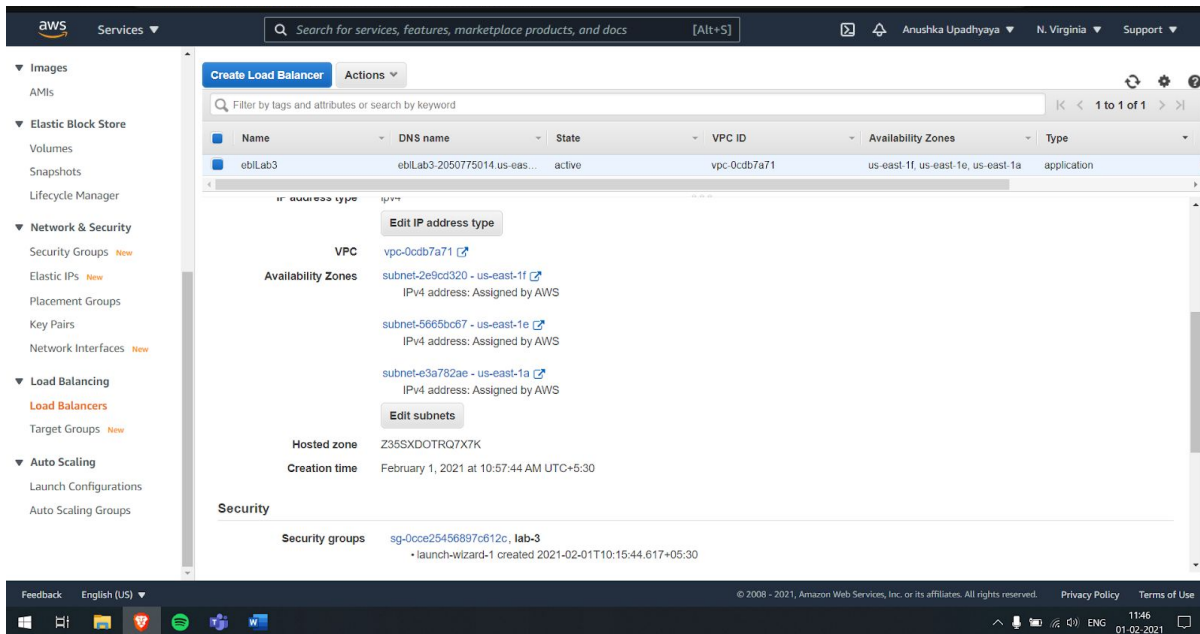 aws Services Search for services, features, marketplace products, and docs [Alt+S] Anushka Upadhyaya N. Virginia Support
Images
AMIs
Elastic Block Store
Volumes
Snapshots
Lifecycle Manager
Network & Security
Security Groups New
Elastic IPs New
Placement Groups
Key Pairs
Network Interfaces New
Load Balancing
Load Balancers
Target Groups New
Auto Scaling
Launch Configurations
Auto Scaling Groups
Create Load Balancer Actions
Filter by tags and attributes or search by keyword 1 to 1 of 1
Name DNS name State VPC ID Availability Zones Type
eblLab3 eblLab3-2050775014.us-eas... active vpc-0cdb7a71 us-east-1f, us-east-1e, us-east-1a application
IP address type ipv4
Edit IP address type
VPC vpc-0cdb7a71
Availability Zones subnet-2e9cd320 - us-east-1f
IPv4 address: Assigned by AWS
subnet-5665bc67 - us-east-1e
IPv4 address: Assigned by AWS
subnet-e3a782ae - us-east-1a
IPv4 address: Assigned by AWS
Edit subnets
Hosted zone Z35SXDOTRQ7X7K
Creation time February 1, 2021 at 10:57:44 AM UTC+5:30
Security
Security groups sg-0cce25456897c612c, lab-3
• launch-wizard-1 created 2021-02-01T10:15:44.617+05:30
Feedback English (US) © 2008 - 2021, Amazon Web Services, Inc. or its affiliates. All rights reserved. Privacy Policy Terms of Use
ENG 11:46
01-02-2021